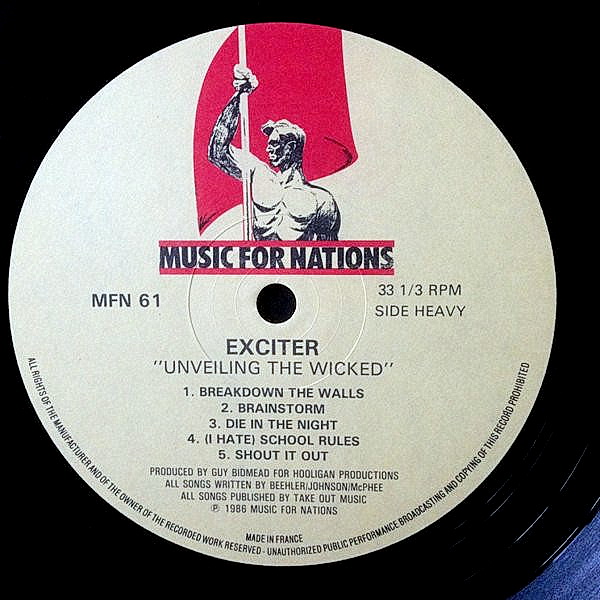 MUSIC FOR NATIONS
MFN 61
33 1/3 RPM
SIDE HEAVY
EXCITER
"UNVEILING THE WICKED"
1. BREAKDOWN THE WALLS
2. BRAINSTORM
3. DIE IN THE NIGHT
4. (I HATE) SCHOOL RULES
5. SHOUT IT OUT
PRODUCED BY GUY BIDMEAD FOR HOOLIGAN PRODUCTIONS
ALL SONGS WRITTEN BY BEEHLER/JOHNSON/McPHEE
ALL SONGS PUBLISHED BY TAKE OUT MUSIC
℗ 1986 MUSIC FOR NATIONS
MADE IN FRANCE
ALL RIGHTS OF THE MANUFACTURER AND OF THE OWNER OF THE RECORDED WORK RESERVED - UNAUTHORIZED PUBLIC PERFORMANCE BROADCASTING AND COPYING OF THIS RECORD PROHIBITED